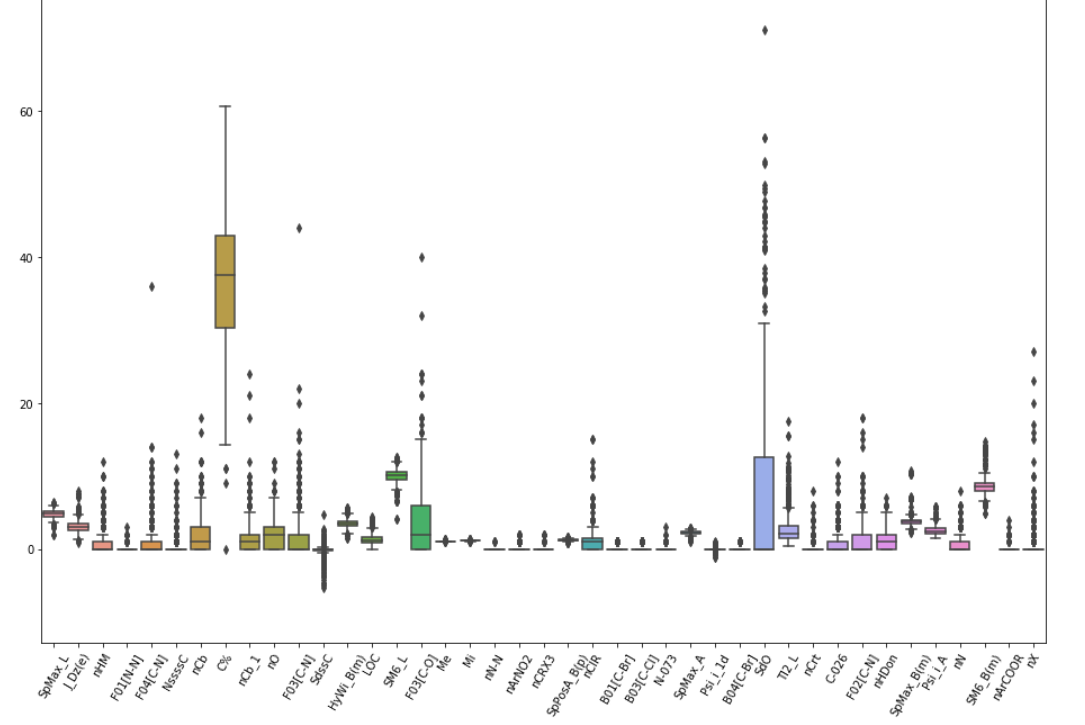 60
40
20
0
SpMax_L
J_Dz(e)
nHM
F01[N-N]
F04[C-N]
NssssC
nCb
C%
nCb_1
nO
F03[C-N]
SdssC
HyWi_B(m)
LOC
SM6_L
F03[C-O]
Me
Mi
nN-N
nArNO2
nCRX3
SpPosA_B(p)
nCIR
B01[C-Br]
B03[C-Cl]
N-073
SpMax_A
Psi_i_1d
B04[C-Br]
SdO
TI2_L
nCrt
C-026
F02[C-N]
nHDon
SpMax_B(m)
Psi_i_A
nN
SM6_B(m)
nArCOOR
nX